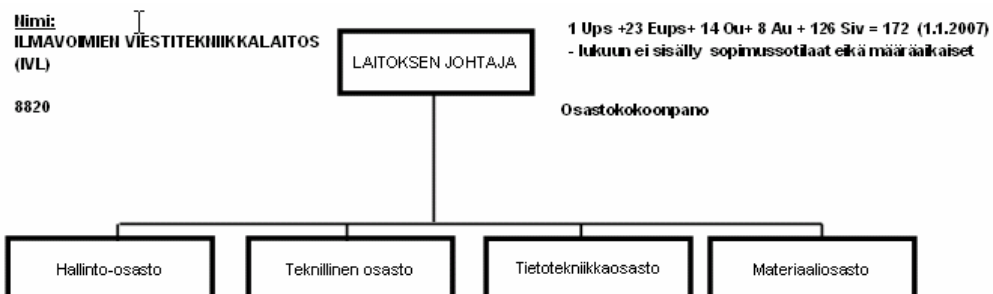 Nimi:
ILMAVOIMIEN VIESTITEKNIIKKALAITOS
(IVL)
8820
LAITOKSEN JOHTAJA
1 Ups +23 Eups+ 14 Ou+ 8 Au + 126 Siv = 172 (1.1.2007)
- lukuun ei sisälly sopimussotilaat eikä määräaikaiset
Osastokokoonpano
Hallinto-osasto
Teknillinen osasto
Tietotekniikkaosasto
Materiaaliosasto